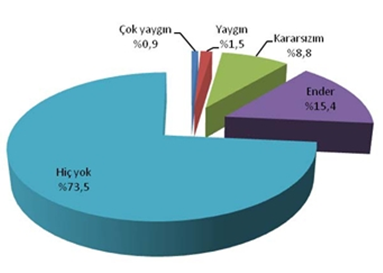 Çok yaygın
%0,9
Yaygın
%1,5
Kararsızım
%8,8
Ender
%15,4
Hiç yok
%73,5